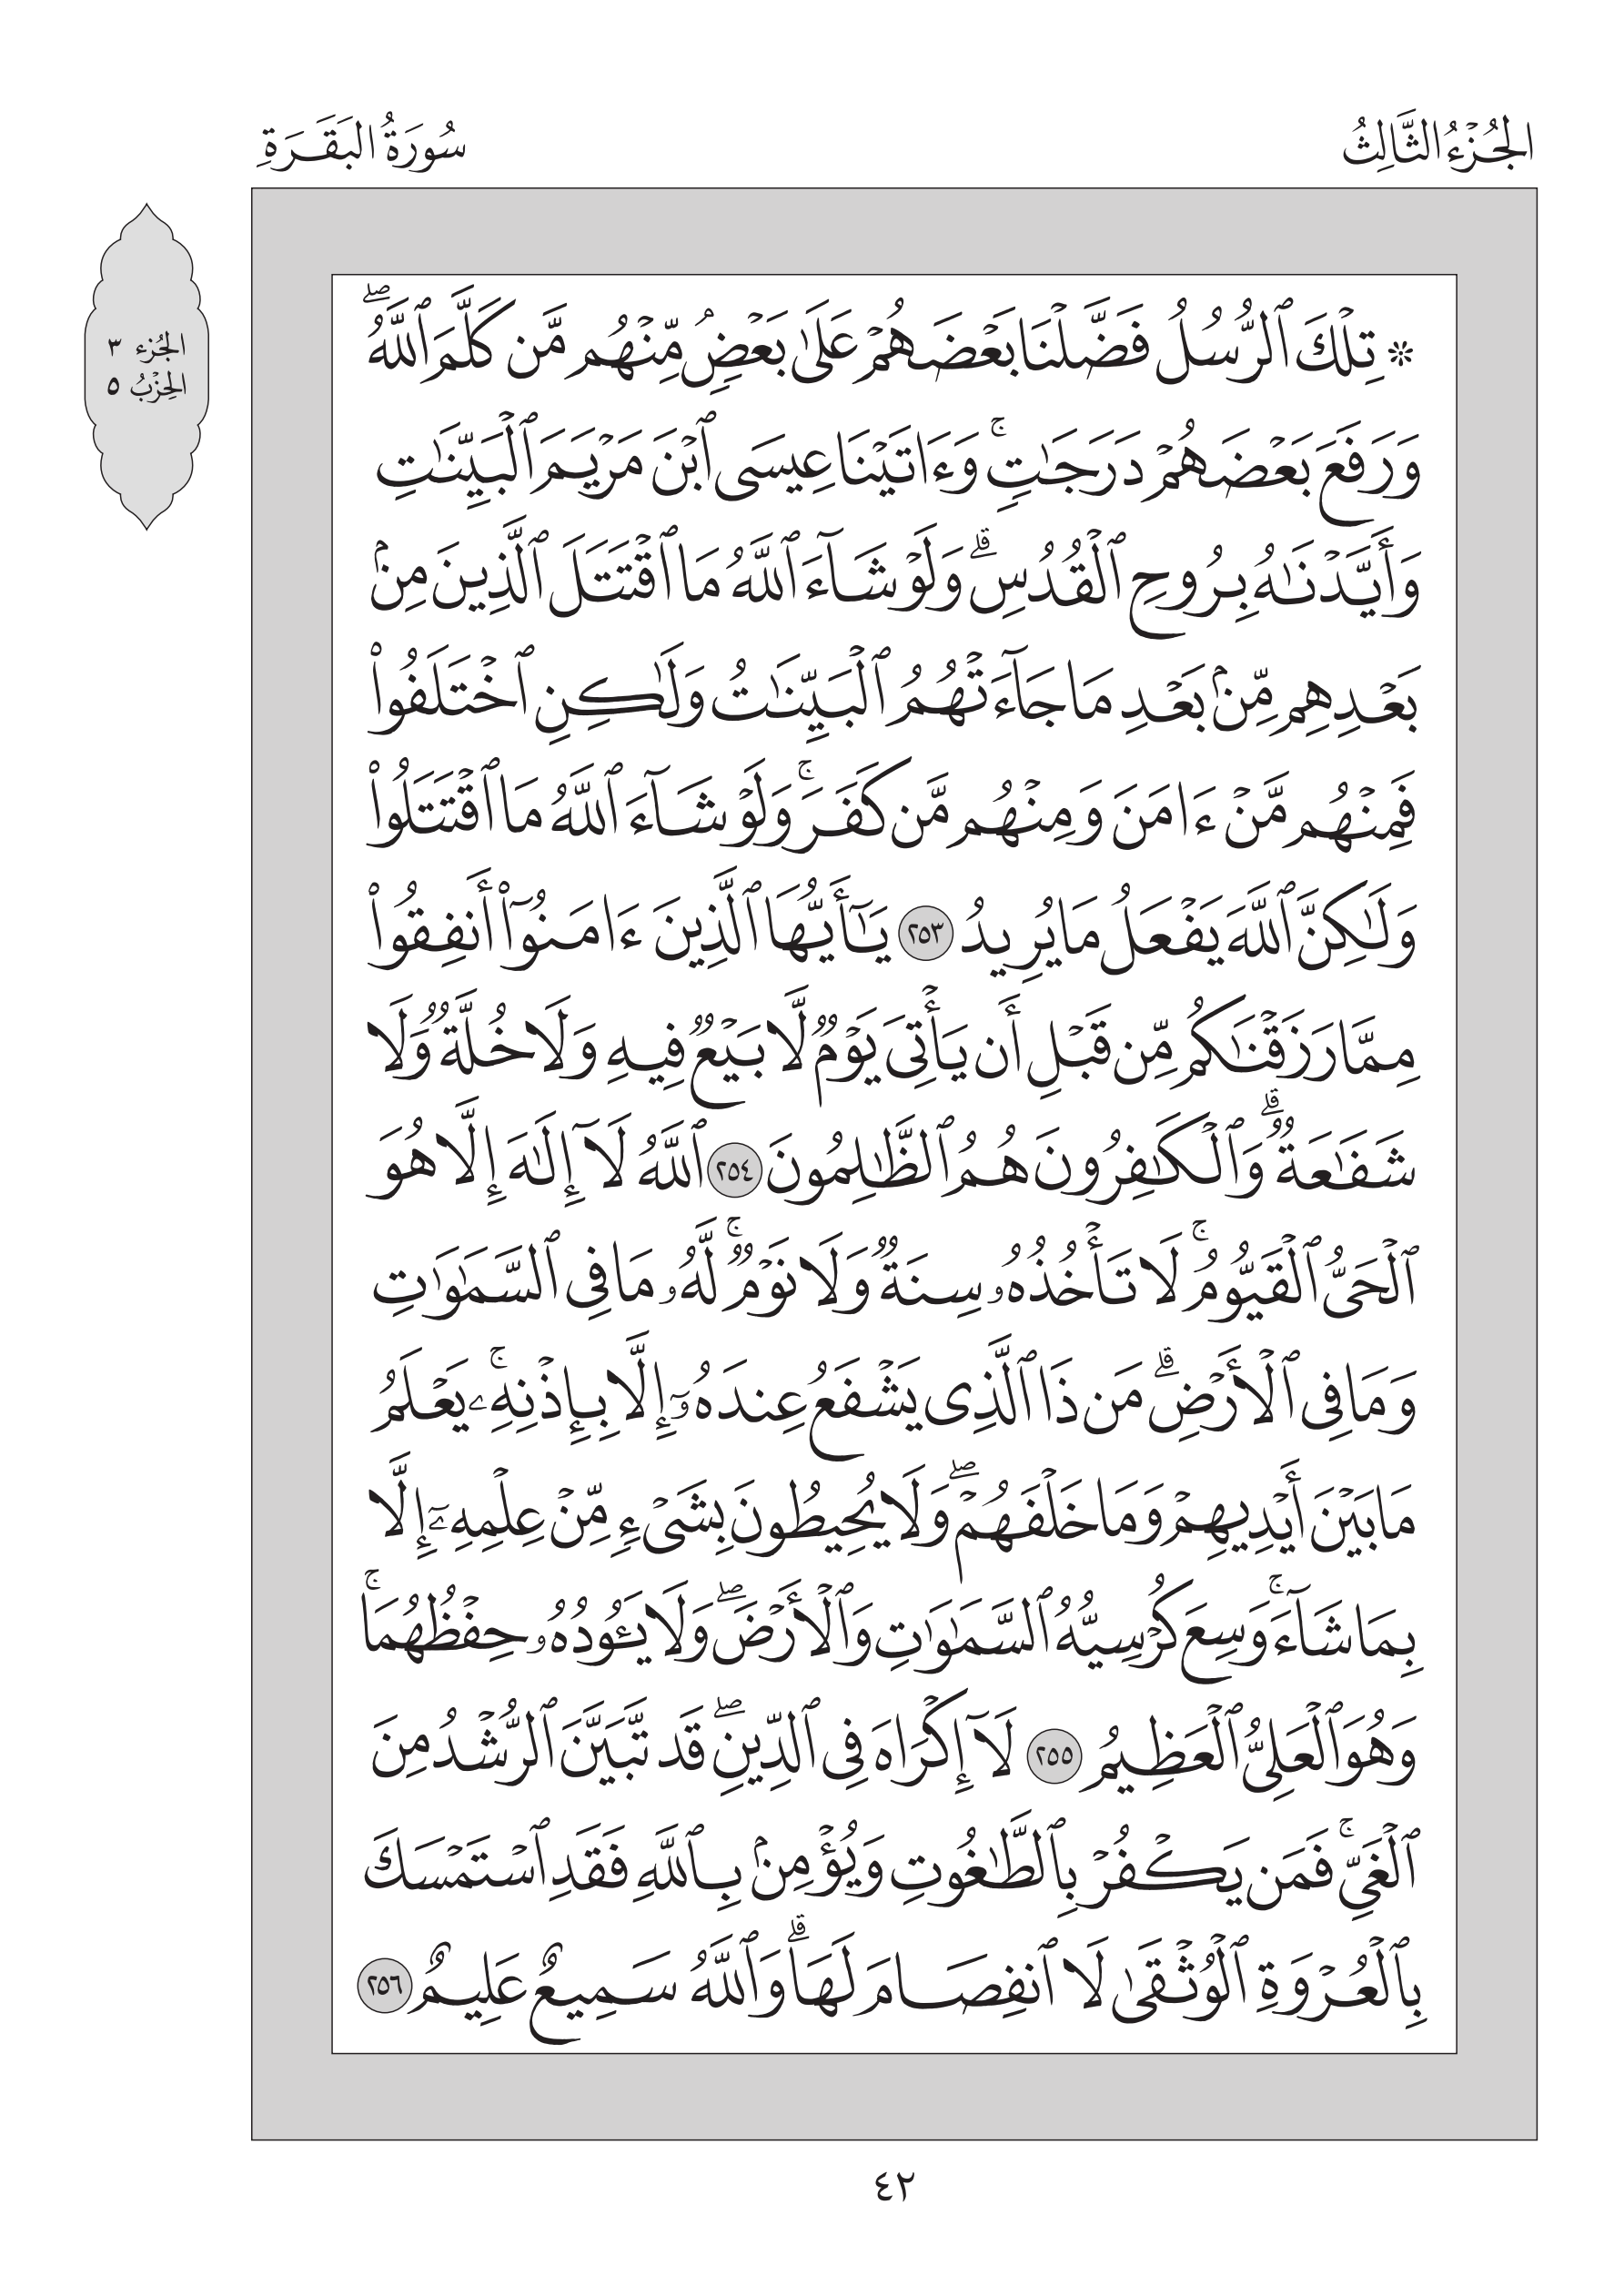 الجُزْءُ الثَّالِثُ
سُورَةُ البَقَرَةِ
الجُزء ٣
الحِزْبُ ٥
۞ تِلۡكَ ٱلرُّسُلُ فَضَّلۡنَا بَعۡضَهُمۡ عَلَىٰ بَعۡضٖۘ مِّنۡهُم مَّن كَلَّمَ ٱللَّهُۖ
وَرَفَعَ بَعۡضَهُمۡ دَرَجَٰتٖۚ وَءَاتَيۡنَا عِيسَى ٱبۡنَ مَرۡيَمَ ٱلۡبَيِّنَٰتِ
وَأَيَّدۡنَٰهُ بِرُوحِ ٱلۡقُدُسِۗ وَلَوۡ شَآءَ ٱللَّهُ مَا ٱقۡتَتَلَ ٱلَّذِينَ مِنۢ
بَعۡدِهِم مِّنۢ بَعۡدِ مَا جَآءَتۡهُمُ ٱلۡبَيِّنَٰتُ وَلَٰكِنِ ٱخۡتَلَفُواْ
فَمِنۡهُم مَّنۡ ءَامَنَ وَمِنۡهُم مَّن كَفَرَۚ وَلَوۡ شَآءَ ٱللَّهُ مَا ٱقۡتَتَلُواْ
وَلَٰكِنَّ ٱللَّهَ يَفۡعَلُ مَا يُرِيدُ ٢٥٣ يَٰٓأَيُّهَا ٱلَّذِينَ ءَامَنُوٓاْ أَنفِقُواْ
مِمَّا رَزَقۡنَٰكُم مِّن قَبۡلِ أَن يَأۡتِيَ يَوۡمٞ لَّا بَيۡعٞ فِيهِ وَلَا خُلَّةٞ وَلَا
شَفَٰعَةٞۗ وَٱلۡكَٰفِرُونَ هُمُ ٱلظَّٰلِمُونَ ٢٥٤ ٱللَّهُ لَآ إِلَٰهَ إِلَّا هُوَ
ٱلۡحَيُّ ٱلۡقَيُّومُۚ لَا تَأۡخُذُهُۥ سِنَةٞ وَلَا نَوۡمٞۚ لَّهُۥ مَا فِي ٱلسَّمَٰوَٰتِ
وَمَا فِي ٱلۡأَرۡضِۗ مَن ذَا ٱلَّذِي يَشۡفَعُ عِندَهُۥٓ إِلَّا بِإِذۡنِهِۦۚ يَعۡلَمُ
مَا بَيۡنَ أَيۡدِيهِمۡ وَمَا خَلۡفَهُمۡۖ وَلَا يُحِيطُونَ بِشَيۡءٖ مِّنۡ عِلۡمِهِۦٓ إِلَّا
بِمَا شَآءَۚ وَسِعَ كُرۡسِيُّهُ ٱلسَّمَٰوَٰتِ وَٱلۡأَرۡضَۖ وَلَا يَـُٔودُهُۥ حِفۡظُهُمَاۚ
وَهُوَ ٱلۡعَلِيُّ ٱلۡعَظِيمُ ٢٥٥ لَآ إِكۡرَاهَ فِي ٱلدِّينِۖ قَد تَّبَيَّنَ ٱلرُّشۡدُ مِنَ
ٱلۡغَيِّۚ فَمَن يَكۡفُرۡ بِٱلطَّٰغُوتِ وَيُؤۡمِنۢ بِٱللَّهِ فَقَدِ ٱسۡتَمۡسَكَ
بِٱلۡعُرۡوَةِ ٱلۡوُثۡقَىٰ لَا ٱنفِصَامَ لَهَاۗ وَٱللَّهُ سَمِيعٌ عَلِيمٌ ٢٥٦
٤٢